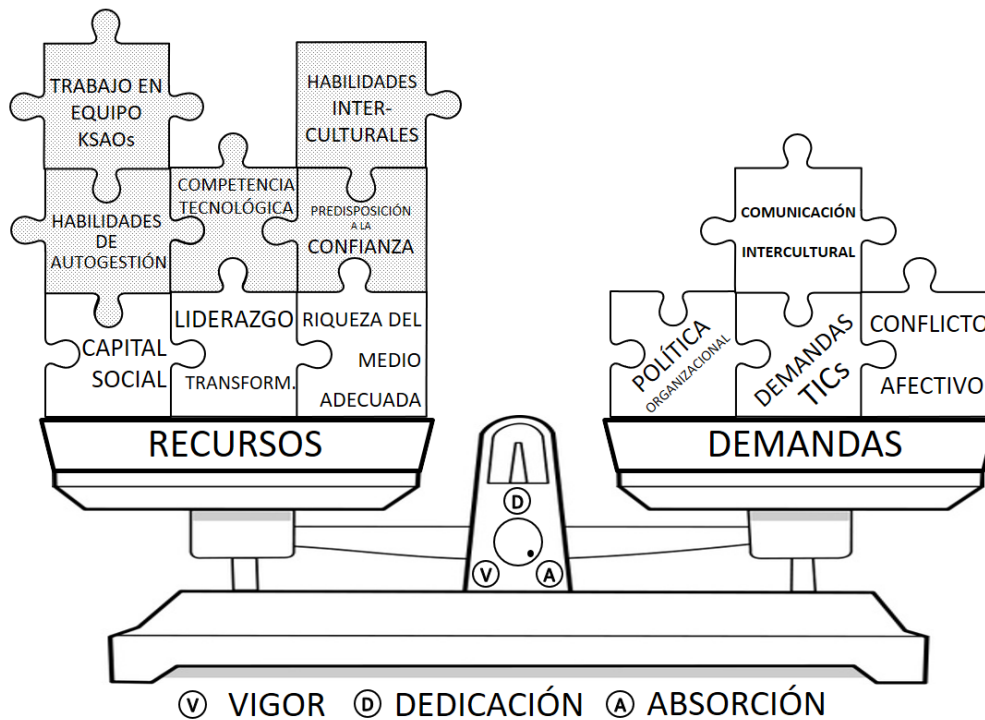 TRABAJO EN
EQUIPO
KSAOs
HABILIDADES
INTER-
CULTURALES
HABILIDADES
DE
AUTOGESTIÓN
COMPETENCIA
TECNOLÓGICA
PREDISPOSICIÓN
A LA
CONFIANZA
CAPITAL
SOCIAL
LIDERAZGO
TRANSFORM.
RIQUEZA DEL
MEDIO
ADECUADA
RECURSOS
COMUNICACIÓN
INTERCULTURAL
POLÍTICA
ORGANIZACIONAL
DEMANDAS
TICs
CONFLICTO
AFECTIVO
DEMANDAS
D
V
A
V VIGOR D DEDICACIÓN A ABSORCIÓN